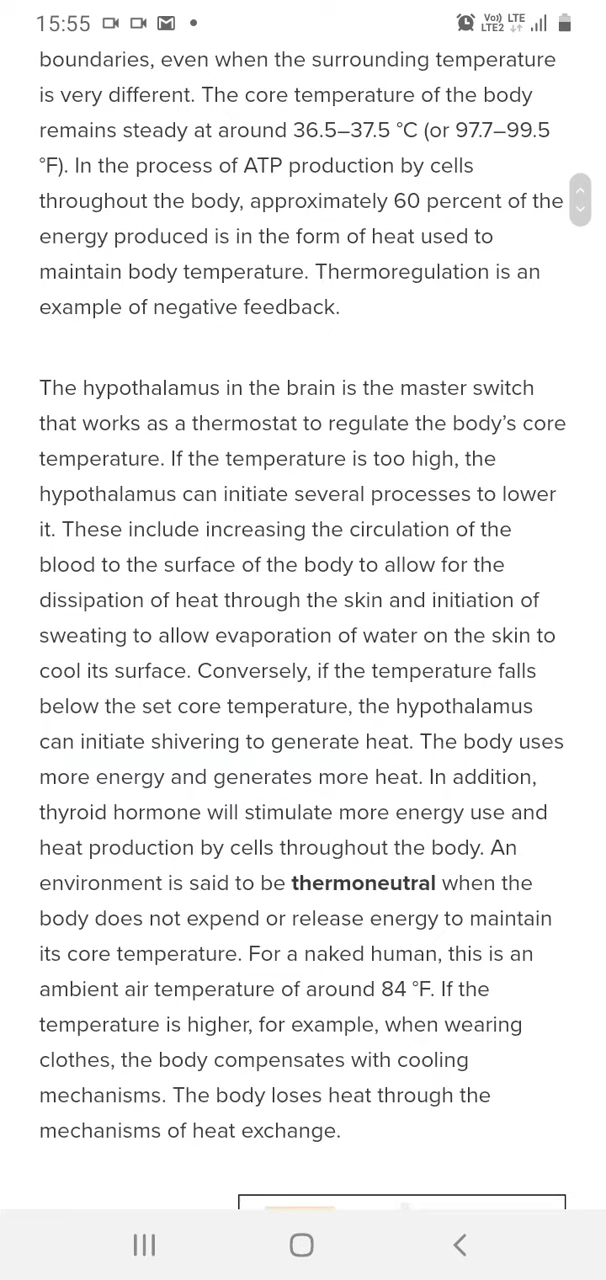 15:55
Vo)) LTE
LTE2
boundaries, even when the surrounding temperature
is very different. The core temperature of the body
remains steady at around 36.5–37.5 °C (or 97.7–99.5
°F). In the process of ATP production by cells
throughout the body, approximately 60 percent of the
energy produced is in the form of heat used to
maintain body temperature. Thermoregulation is an
example of negative feedback.
The hypothalamus in the brain is the master switch
that works as a thermostat to regulate the body’s core
temperature. If the temperature is too high, the
hypothalamus can initiate several processes to lower
it. These include increasing the circulation of the
blood to the surface of the body to allow for the
dissipation of heat through the skin and initiation of
sweating to allow evaporation of water on the skin to
cool its surface. Conversely, if the temperature falls
below the set core temperature, the hypothalamus
can initiate shivering to generate heat. The body uses
more energy and generates more heat. In addition,
thyroid hormone will stimulate more energy use and
heat production by cells throughout the body. An
environment is said to be thermoneutral when the
body does not expend or release energy to maintain
its core temperature. For a naked human, this is an
ambient air temperature of around 84 °F. If the
temperature is higher, for example, when wearing
clothes, the body compensates with cooling
mechanisms. The body loses heat through the
mechanisms of heat exchange.